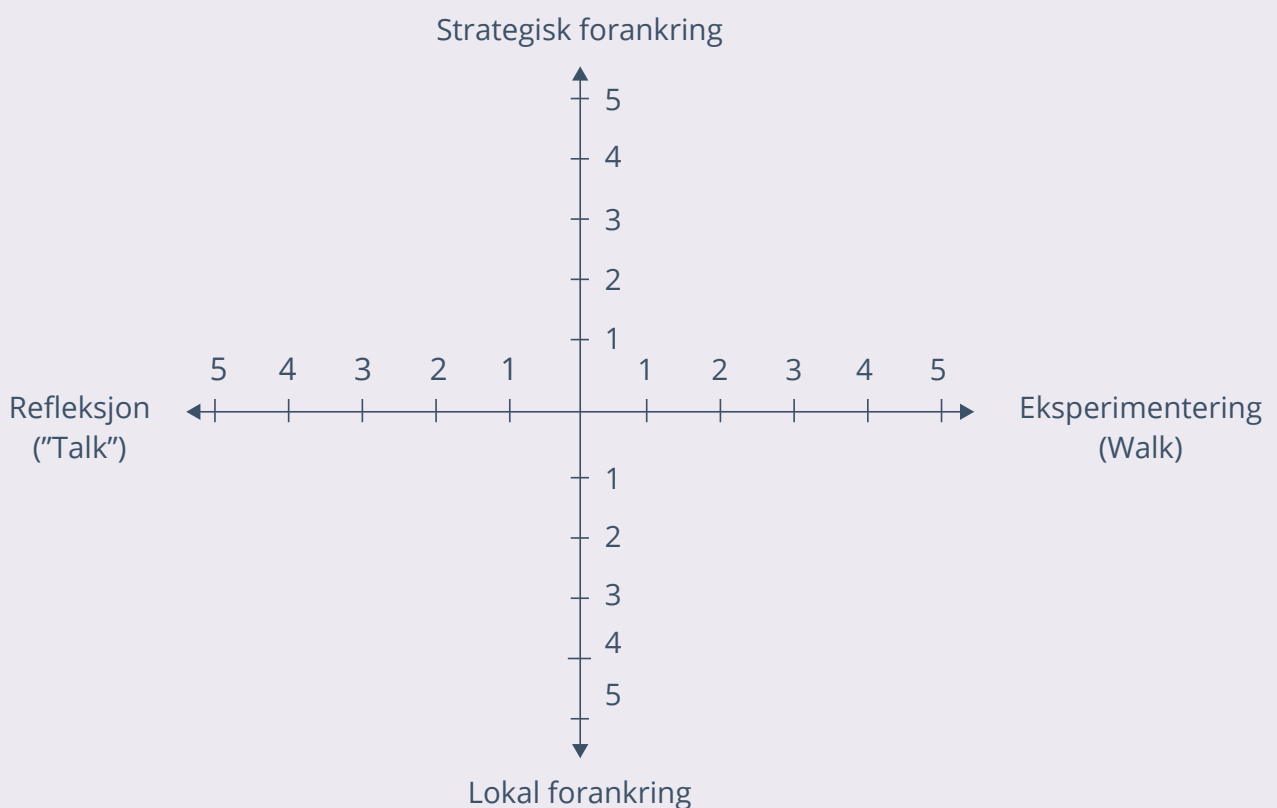 Strategisk forankring
5
4
3
2
1
5 4 3 2 1 1 2 3 4 5
Refleksjon
(”Talk”)
Eksperimentering
(Walk)
1
2
3
4
5
Lokal forankring